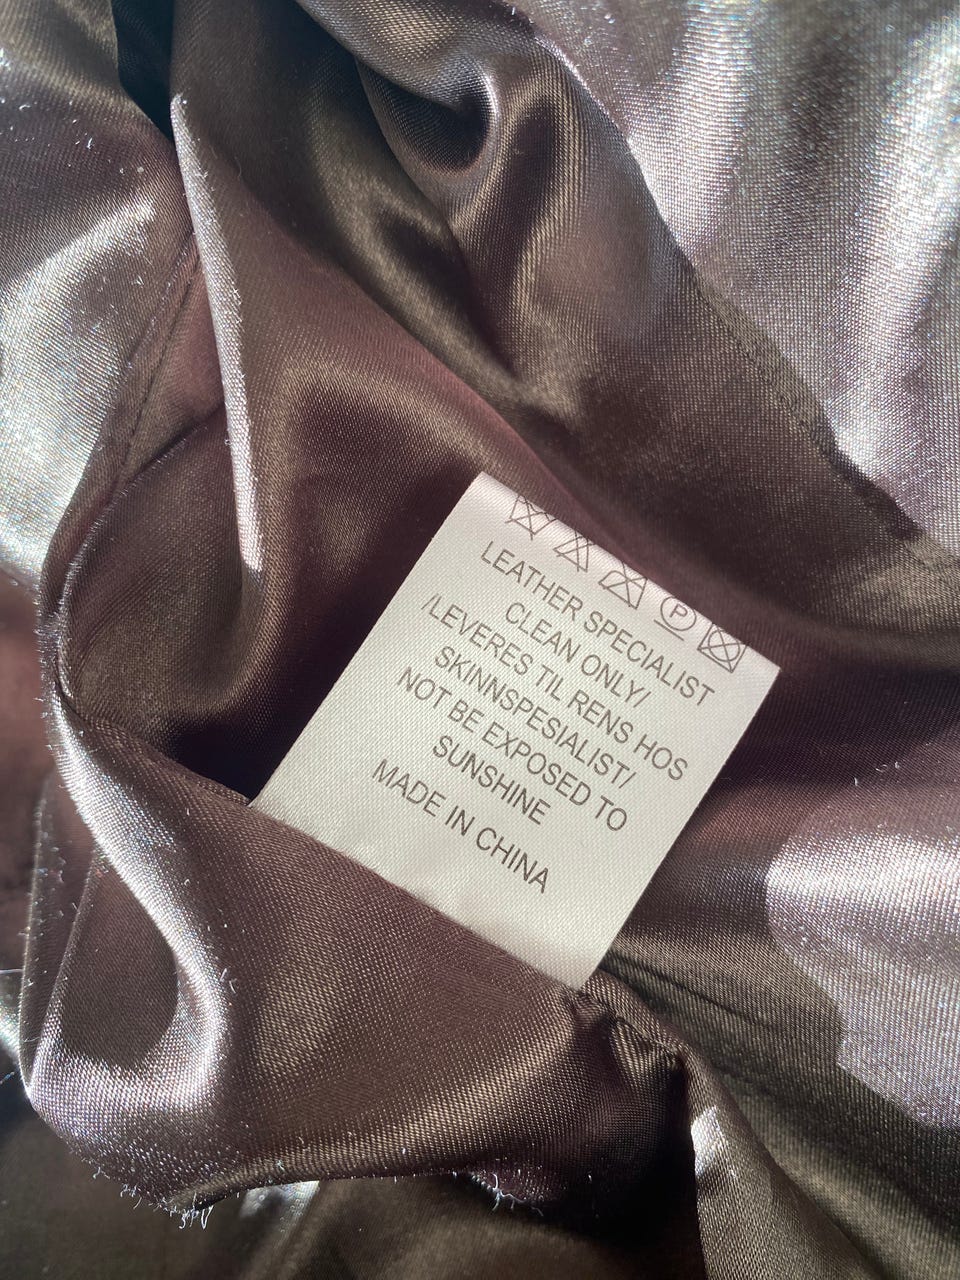 P
LEATHER SPECIALIST
CLEAN ONLY/
/LEVERES TIL RENS HOS
SKINNSPESIALIST/
NOT BE EXPOSED TO
SUNSHINE
MADE IN CHINA